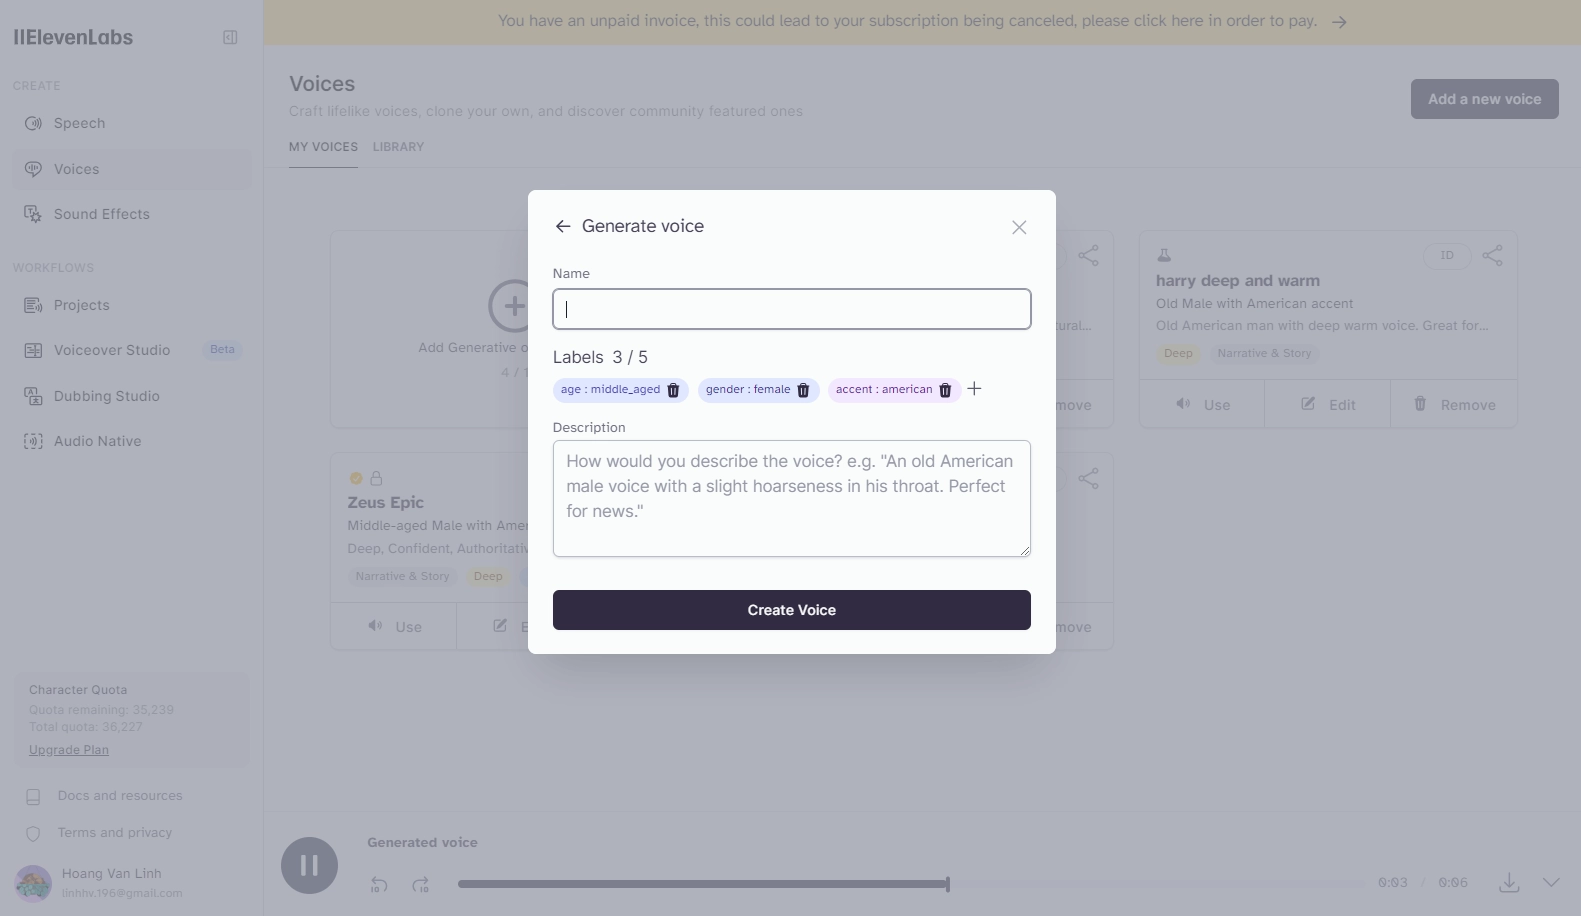 You have an unpaid invoice, this could lead to your subscription being canceled, please click here in order to pay.
IIElevenLabs
CREATE
Speech
Voices
Sound Effects
WORKFLOWS
Projects
Voiceover Studio Beta
Dubbing Studio
Audio Native
Character Quota
Quota remaining: 35,239
Total quota: 36,227
Upgrade Plan
Docs and resources
Terms and privacy
Hoang Van Linh
linhhv.196@gmail.com
Voices
Craft lifelike voices, clone your own, and discover community featured ones
Add a new voice
MY VOICES LIBRARY
Add Generative o
4 / 1
tural...
move
ID
harry deep and warm
Old Male with American accent
Old American man with deep warm voice. Great for...
Deep Narrative & Story
Use Edit Remove
Zeus Epic
Middle-aged Male with Amer
Deep, Confident, Authoritativ
Narrative & Story Deep
Use E
move
Generate voice
Name
Labels 3 / 5
age : middle_aged gender : female accent : american
Description
How would you describe the voice? e.g. "An old American
male voice with a slight hoarseness in his throat. Perfect
for news."
Create Voice
Generated voice
10 10
0:03 / 0:06